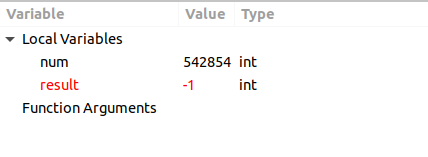 Variable Value Type
Local Variables
num 542854 int
result -1 int
Function Arguments